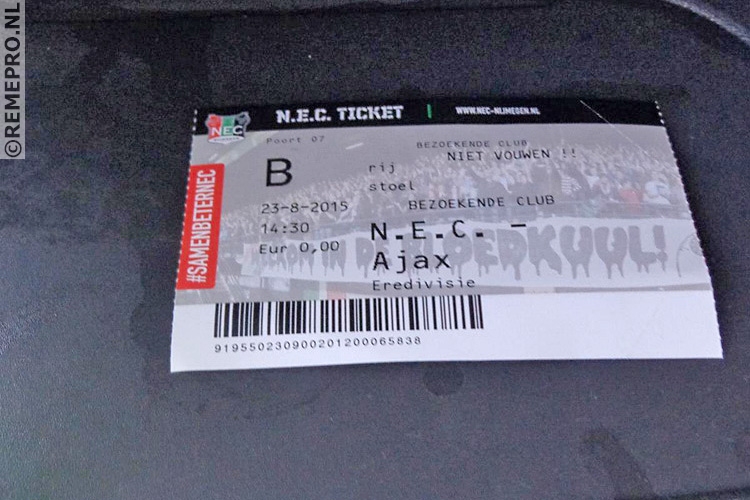 ©REMEPRO.NL
N.E.C. TICKET | WWW.NEC-NIJMEGEN.NL
NEC
Poort 07
BEZOEKENDE CLUB
NIET VOUWEN !!
B
rij
stoel
23-8-2015
BEZOEKENDE CLUB
14:30
N.E.C. -
Eur 0,00
Ajax
Eredivisie
#SAMENBETERNEC
919550230900201200065838